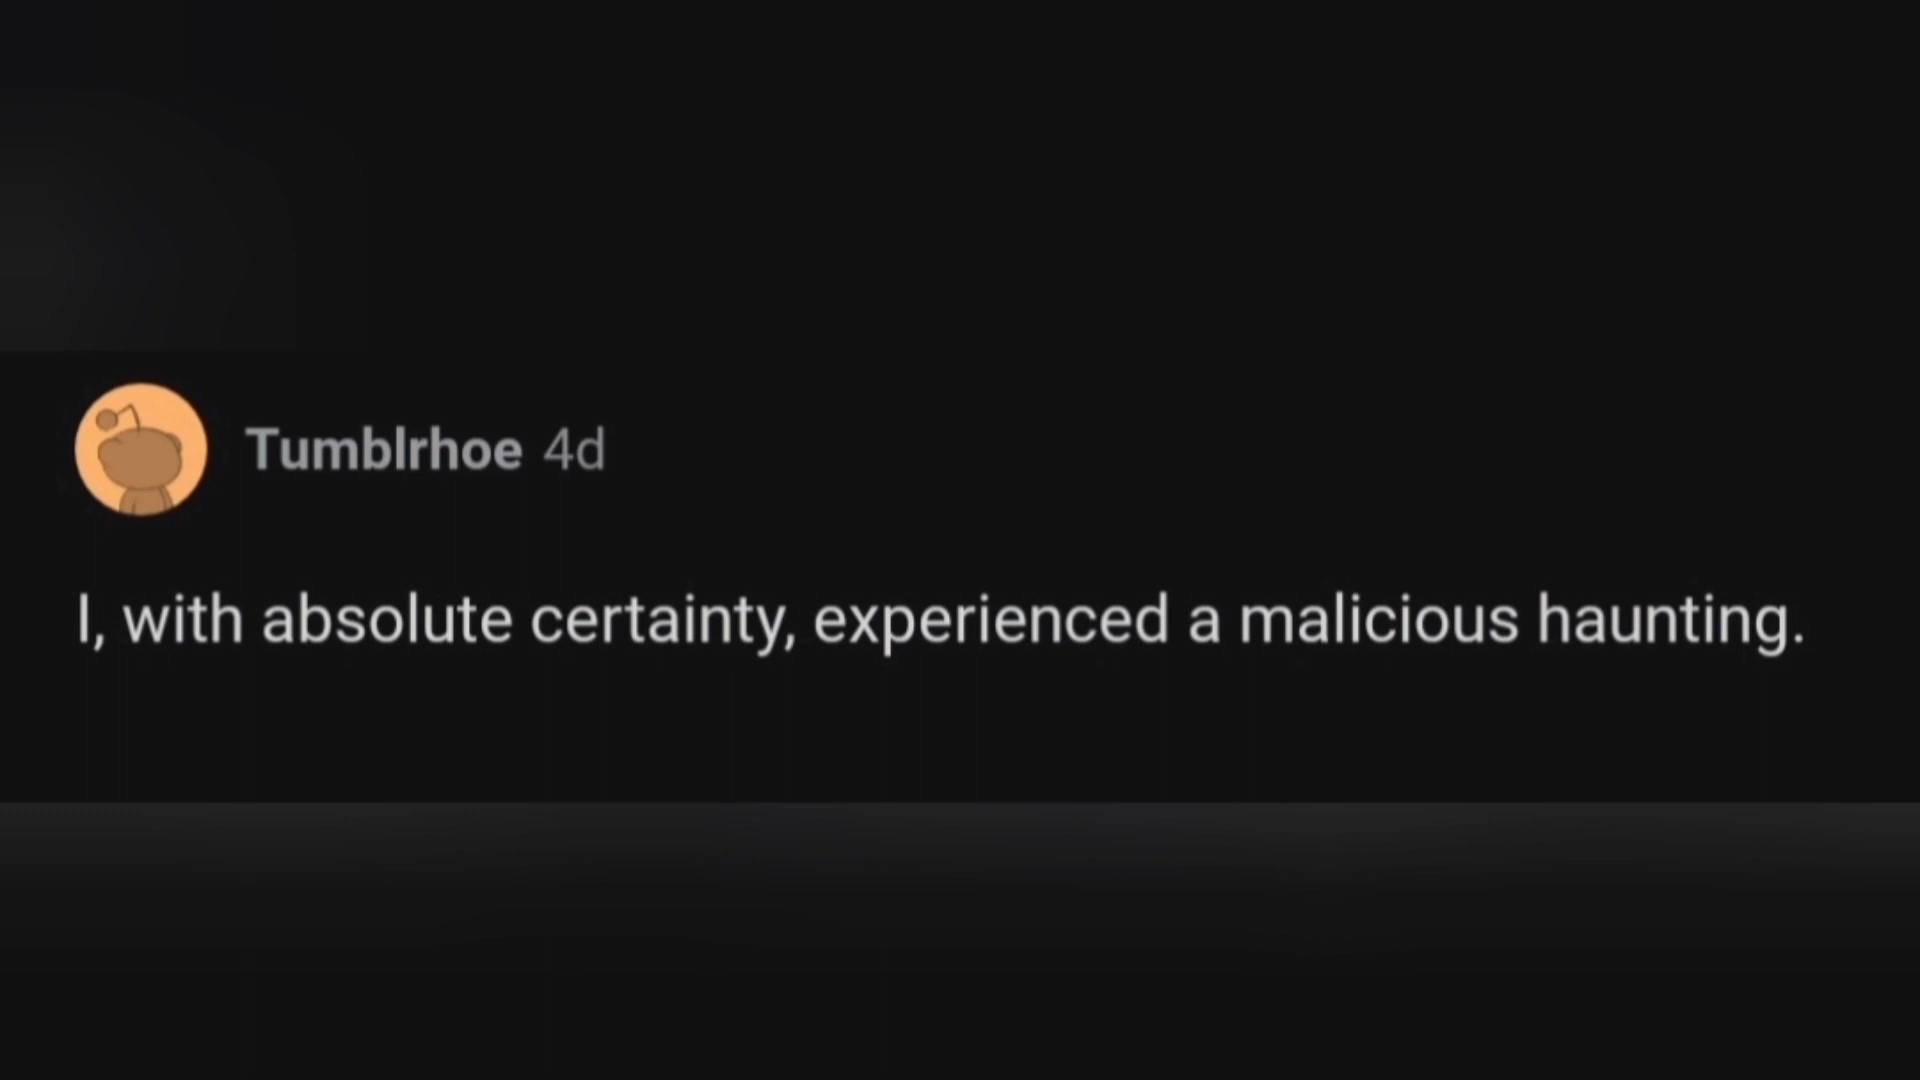 Tumblrhoe 4d
I, with absolute certainty, experienced a malicious haunting.